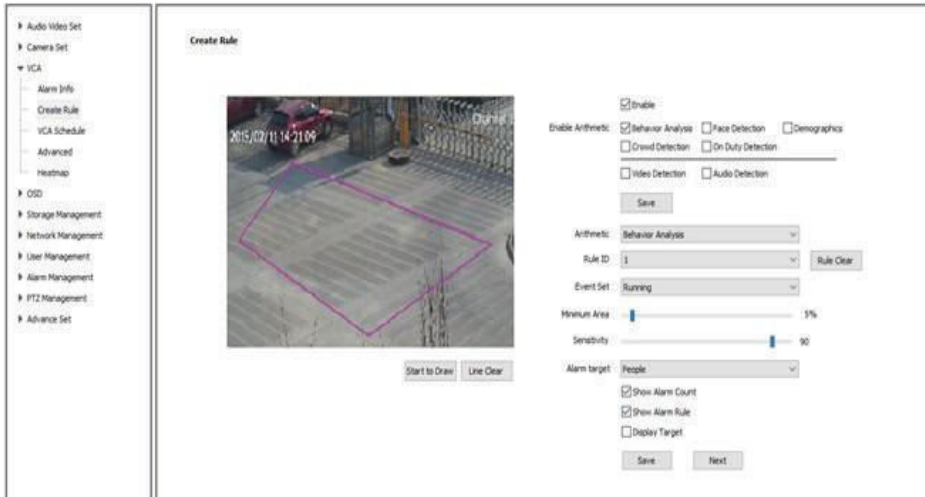 Audio Video Set
Camera Set
VCA
Alarm Info
Create Rule
VCA Schedule
Advanced
Heatmap
OSD
Storage Management
Network Management
User Management
Alarm Management
PTZ Management
Advance Set
Create Rule
2015/02/11 14:21:09
Enable
Enable Arithmetic
Behavior Analysis
Face Detection
Demographics
Crowd Detection
On Duty Detection
Video Detection
Audio Detection
Save
Arithmetic
Behavior Analysis
Rule ID
1
Rule Clear
Event Set
Running
Minimum Area
5%
Sensitivity
90
Start to Draw
Line Clear
Alarm target
People
Show Alarm Count
Show Alarm Rule
Display Target
Save
Next